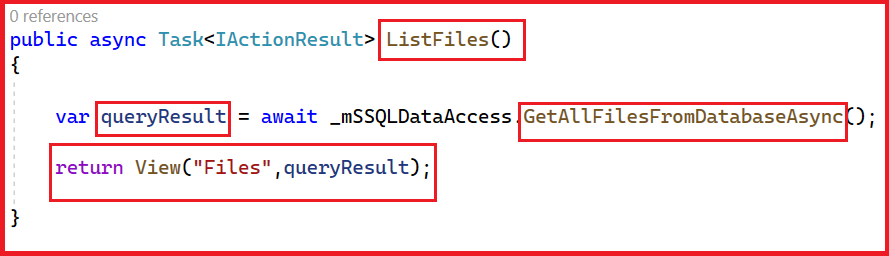 0 references
public async Task<IActionResult> ListFiles()
{
var queryResult = await _mSSQLDataAccess.GetAllFilesFromDatabaseAsync();
return View("Files",queryResult);
}